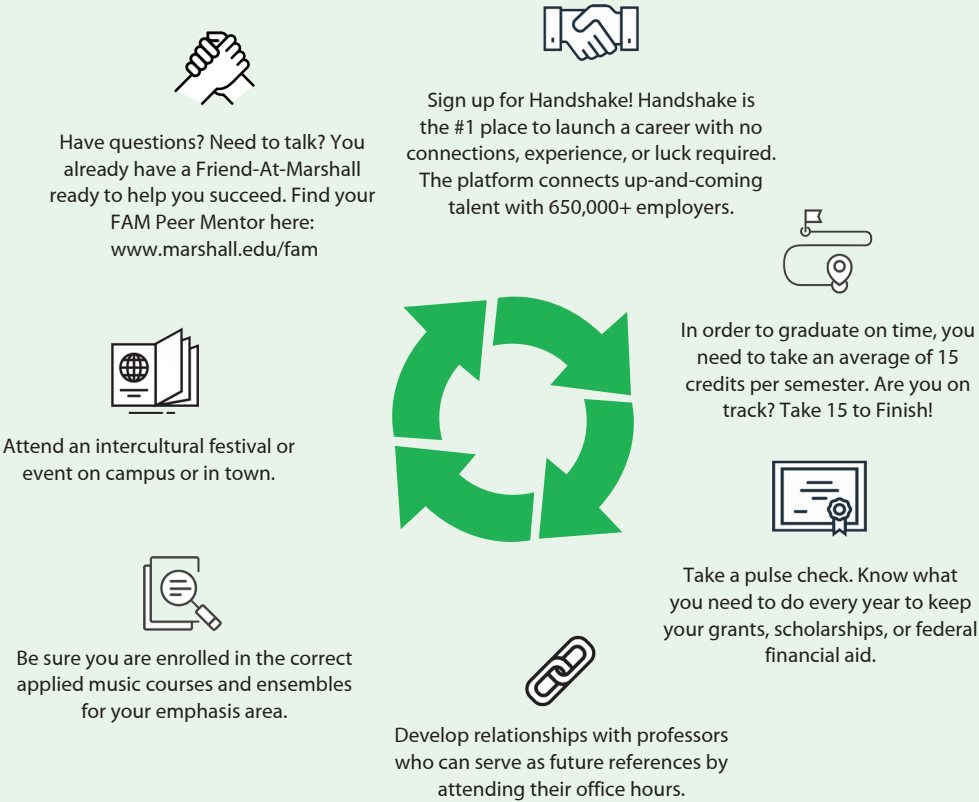 Have questions? Need to talk? You
already have a Friend-At-Marshall
ready to help you succeed. Find your
FAM Peer Mentor here:
www.marshall.edu/fam
Sign up for Handshake! Handshake is
the #1 place to launch a career with no
connections, experience, or luck required.
The platform connects up-and-coming
talent with 650,000+ employers.
In order to graduate on time, you
need to take an average of 15
credits per semester. Are you on
track? Take 15 to Finish!
Attend an intercultural festival or
event on campus or in town.
Take a pulse check. Know what
you need to do every year to keep
your grants, scholarships, or federal
financial aid.
Be sure you are enrolled in the correct
applied music courses and ensembles
for your emphasis area.
Develop relationships with professors
who can serve as future references by
attending their office hours.